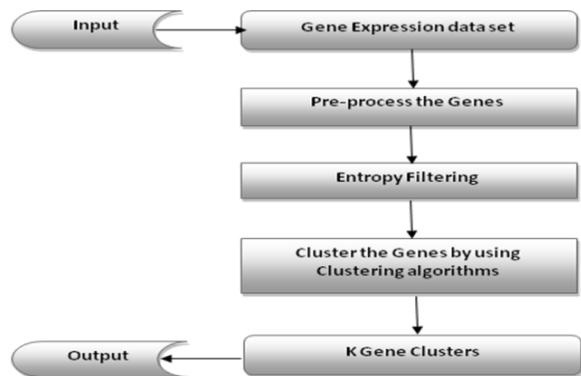 Input
Gene Expression data set
Pre-process the Genes
Entropy Filtering
Cluster the Genes by using
Clustering algorithms
K Gene Clusters
Output